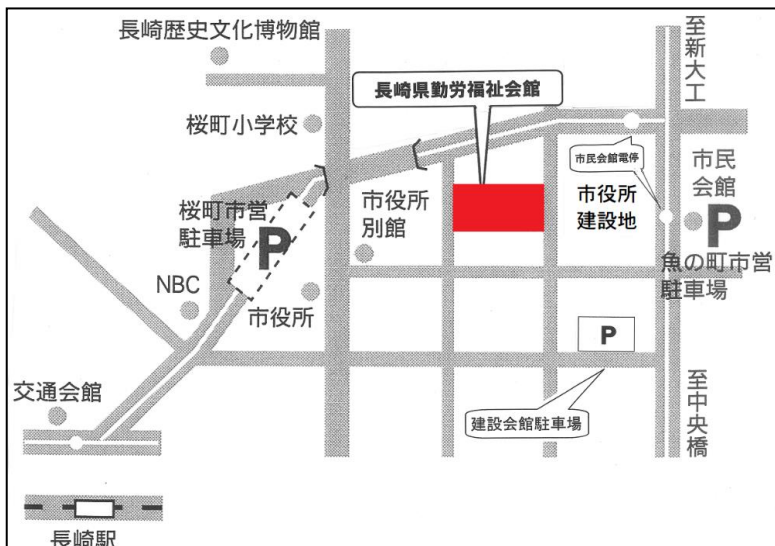 長崎歴史文化博物館
至新大工
長崎県勤労福祉会館
桜町小学校
市民会館電停
市民
会館
桜町市営
駐車場
P
市役所
別館
市役所
建設地
P
魚の町市営
駐車場
NBC
市役所
P
交通会館
建設会館駐車場
至中央橋
長崎駅